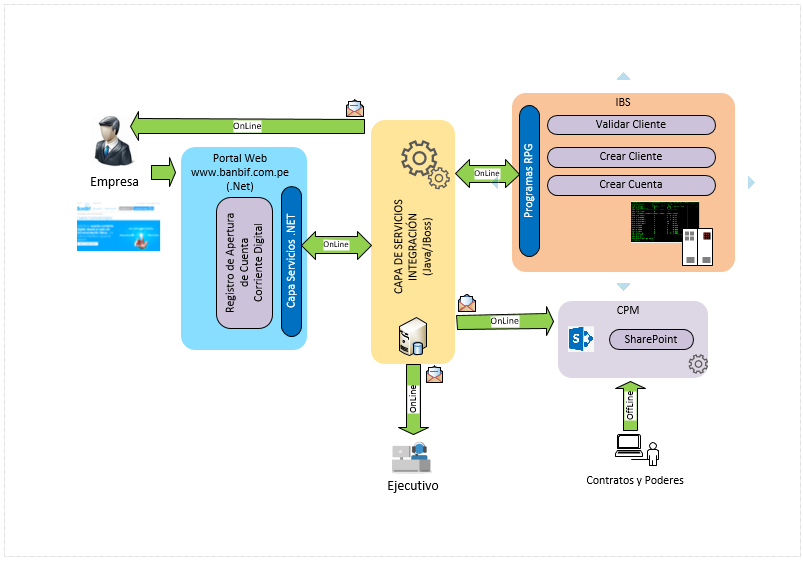 OnLine
Empresa
Portal Web
www.banbif.com.pe
(.Net)
Registro de Apertura
de Cuenta
Corriente Digital
Capa Servicios .NET
OnLine
CAPA DE SERVICIOS
INTEGRACIÓN
(Java/JBoss)
OnLine
IBS
Programas RPG
Validar Cliente
Crear Cliente
Crear Cuenta
OnLine
CPM
S
SharePoint
OnLine
Ejecutivo
OffLine
Contratos y Poderes